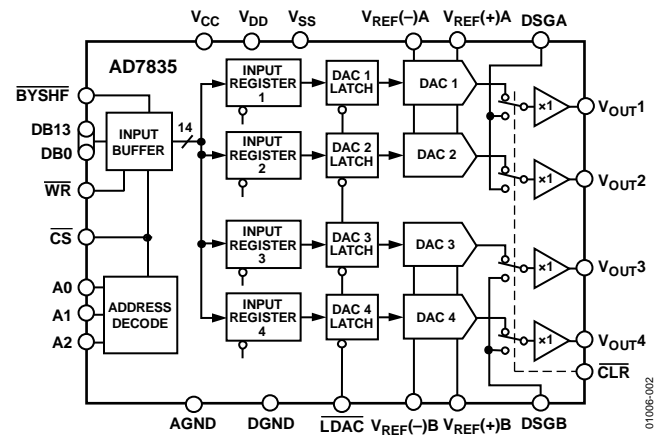 VCC VDD VSS VREF(–)A VREF(+)A DSGA
AD7835
BYSHF
DB13
DB0
WR
CS
A0
A1
A2
INPUT
BUFFER
14
ADDRESS
DECODE
INPUT
REGISTER
1
DAC 1
LATCH
DAC 1
×1
VOUT1
INPUT
REGISTER
2
DAC 2
LATCH
DAC 2
×1
VOUT2
INPUT
REGISTER
3
DAC 3
LATCH
DAC 3
×1
VOUT3
INPUT
REGISTER
4
DAC 4
LATCH
DAC 4
×1
VOUT4
CLR
AGND DGND LDAC VREF(–)B VREF(+)B DSGB
01006-002